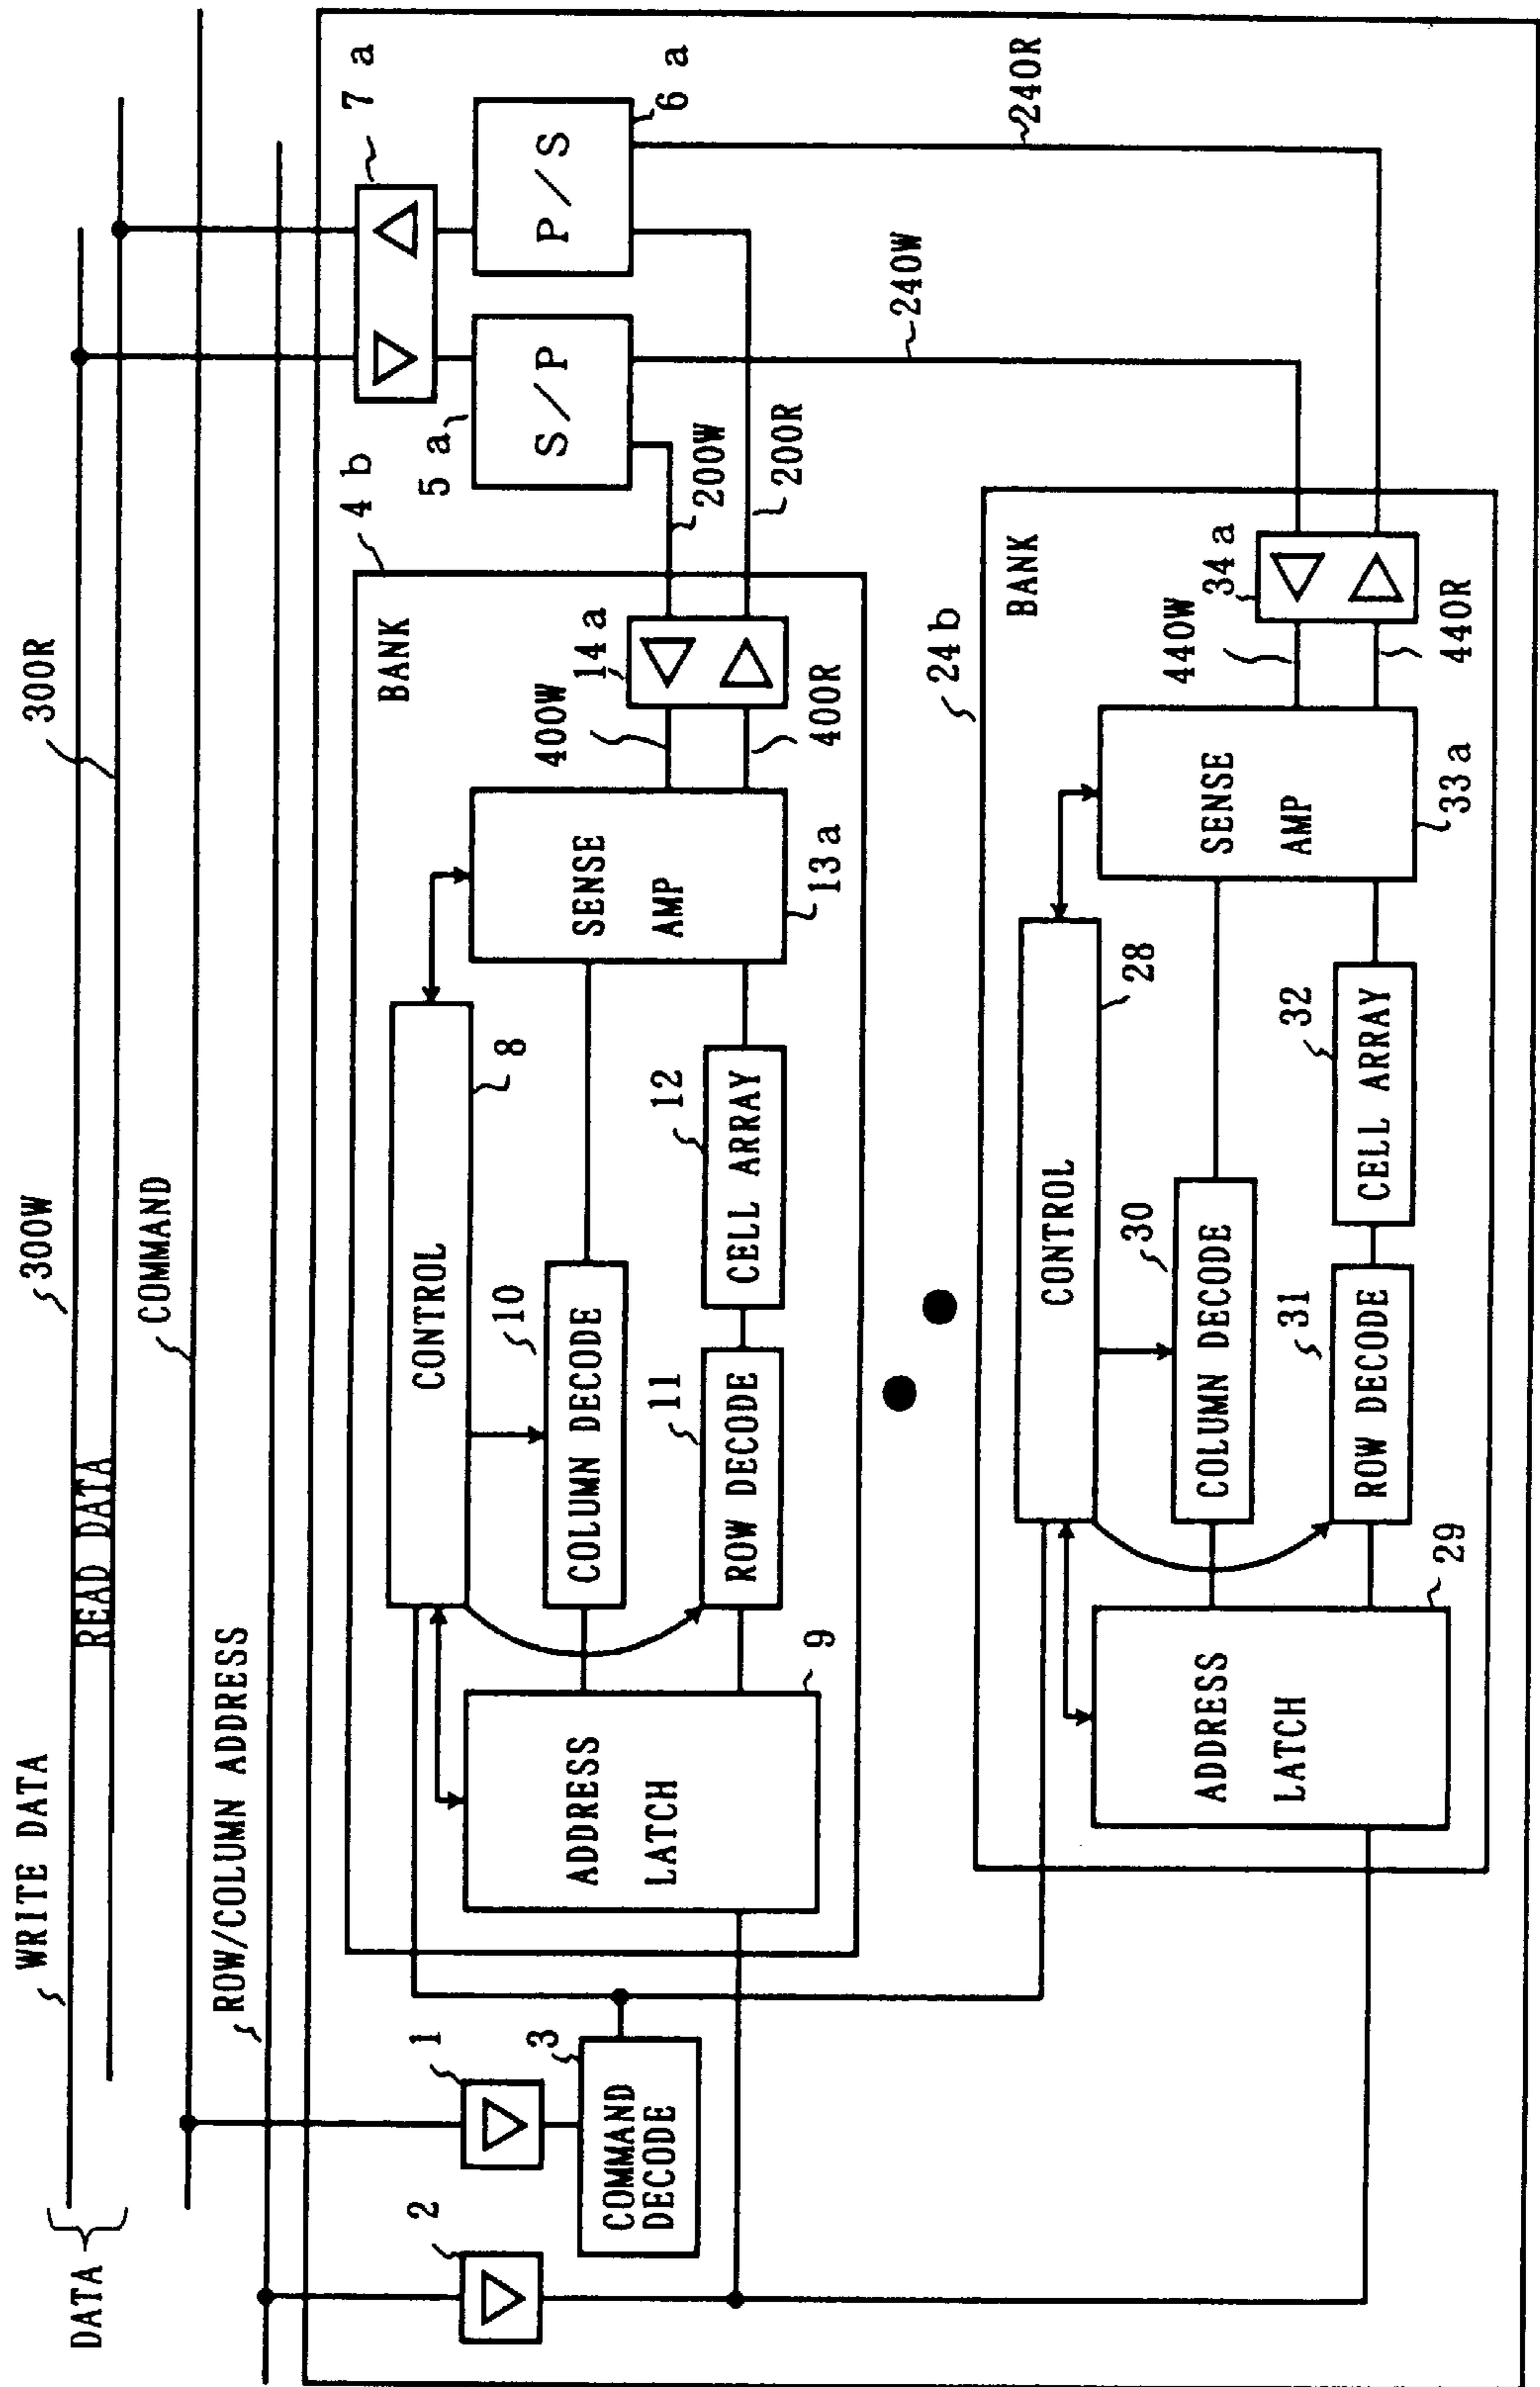 DATA
WRITE DATA
READ DATA
300W
300R
COMMAND
ROW/COLUMN ADDRESS
7a
1
2
3
COMMAND
DECODE
4b
5a
S/P
P/S
6a
BANK
CONTROL
8
14a
400W
400R
200W
200R
240W
240R
ADDRESS
LATCH
9
COLUMN DECODE
10
ROW DECODE
11
CELL ARRAY
12
SENSE
AMP
13a
24b
BANK
CONTROL
28
34a
440W
440R
ADDRESS
LATCH
29
COLUMN DECODE
30
ROW DECODE
31
CELL ARRAY
32
SENSE
AMP
33a